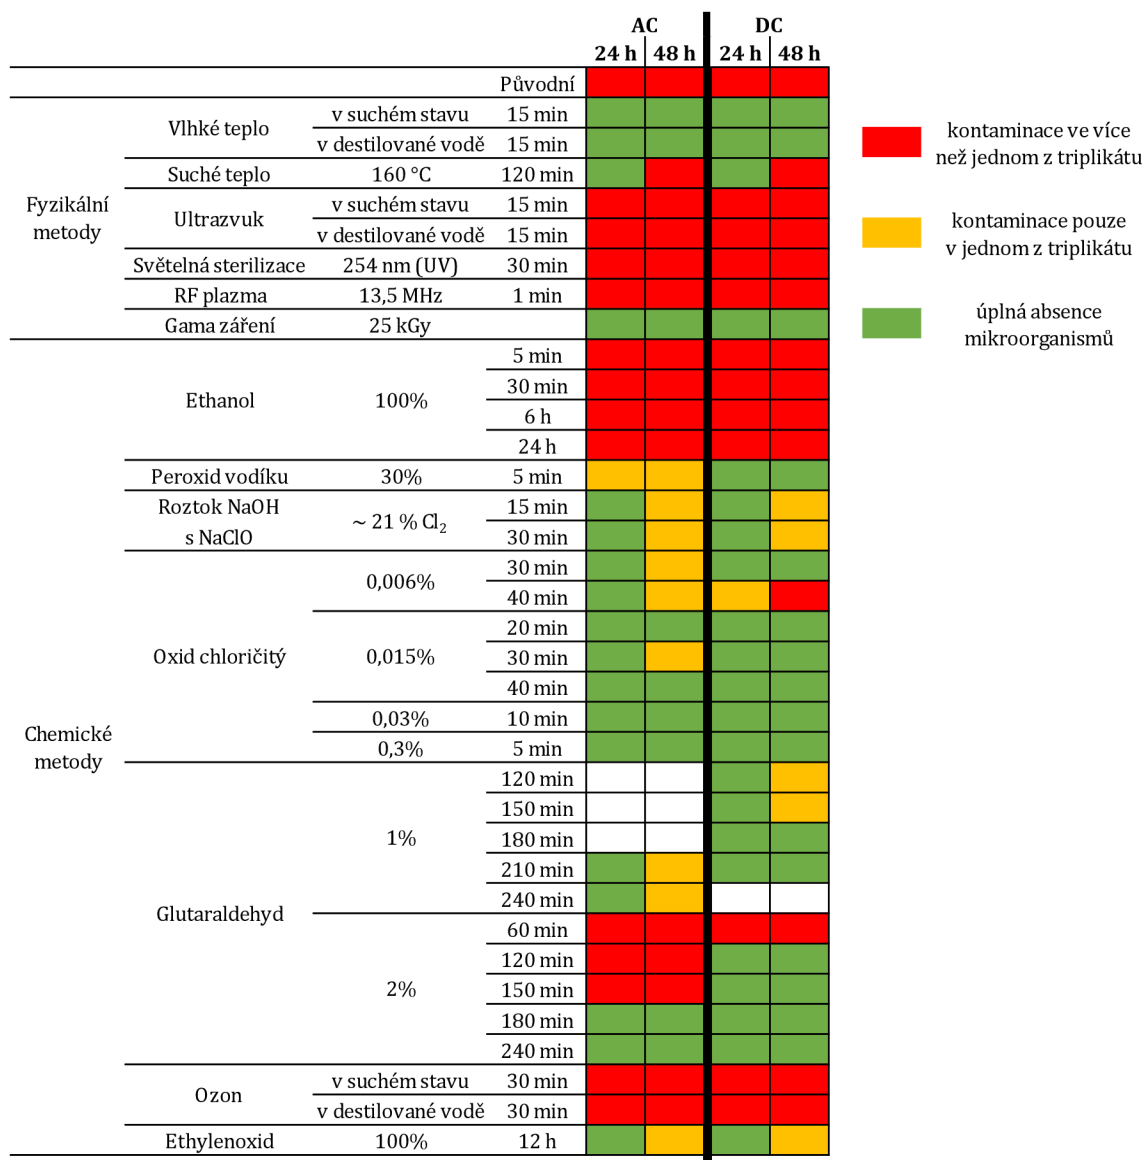 AC DC
24 h 48 h 24 h 48 h
Původní
Vlhké teplo v suchém stavu 15 min
v destilované vodě 15 min
Suché teplo 160 °C 120 min
Fyzikální metody
Ultrazvuk v suchém stavu 15 min
v destilované vodě 15 min
Světelná sterilizace 254 nm (UV) 30 min
RF plazma 13,5 MHz 1 min
Gama záření 25 kGy
Ethanol 100% 5 min
30 min
6 h
24 h
Peroxid vodíku 30% 5 min
Roztok NaOH s NaClO ~ 21 % Cl₂ 15 min
30 min
Oxid chloričitý 0,006% 30 min
40 min
0,015% 20 min
30 min
40 min
0,03% 10 min
0,3% 5 min
Chemické metody
Glutaraldehyd 1% 120 min
150 min
180 min
210 min
240 min
2% 60 min
120 min
150 min
180 min
240 min
Ozon v suchém stavu 30 min
v destilované vodě 30 min
Ethylenoxid 100% 12 h
kontaminace ve více
než jednom z triplikátu
kontaminace pouze
v jednom z triplikátu
úplná absence
mikroorganismů